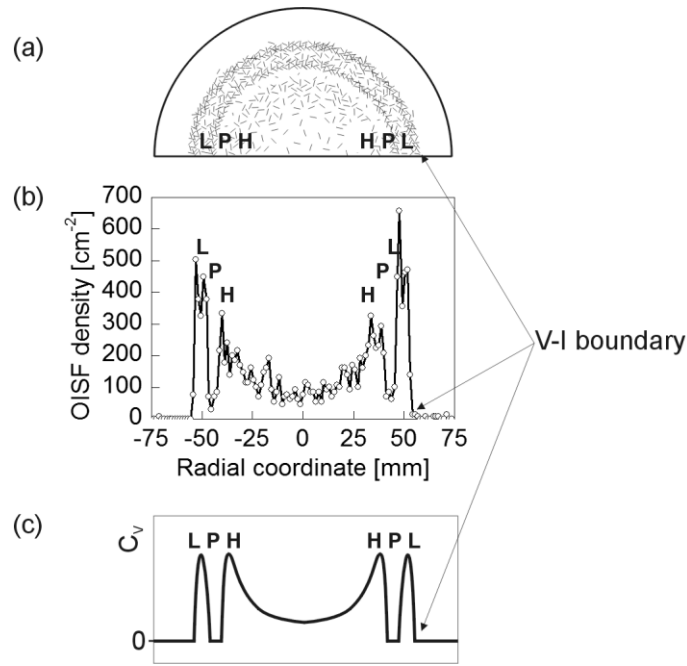 (a)
L P H H P L
(b)
700
600
500
400
300
200
100
0
OISF density [cm⁻²]
L
P
H
L
P
H
-75 -50 -25 0 25 50 75
Radial coordinate [mm]
V-I boundary
(c)
Cᵥ
L P H H P L
0